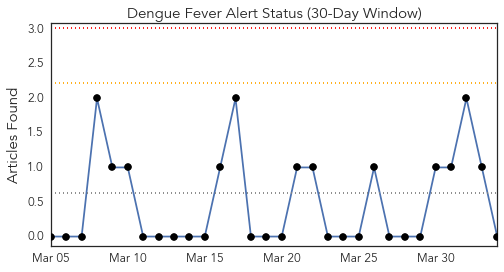 Dengue Fever Alert Status (30-Day Window)
Articles Found
3.0
2.5
2.0
1.5
1.0
0.5
0.0
Mar 05 Mar 10 Mar 15 Mar 20 Mar 25 Mar 30